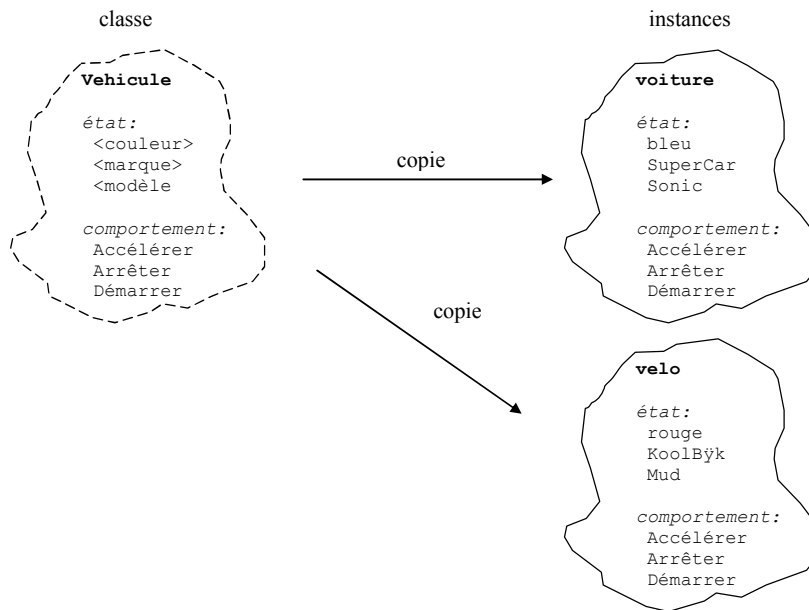 classe
instances
Vehicule
état:
<couleur>
<marque>
<modèle
comportement:
Accélérer
Arrêter
Démarrer
copie
copie
voiture
état:
bleu
SuperCar
Sonic
comportement:
Accélérer
Arrêter
Démarrer
velo
état:
rouge
KoolBÿk
Mud
comportement:
Accélérer
Arrêter
Démarrer